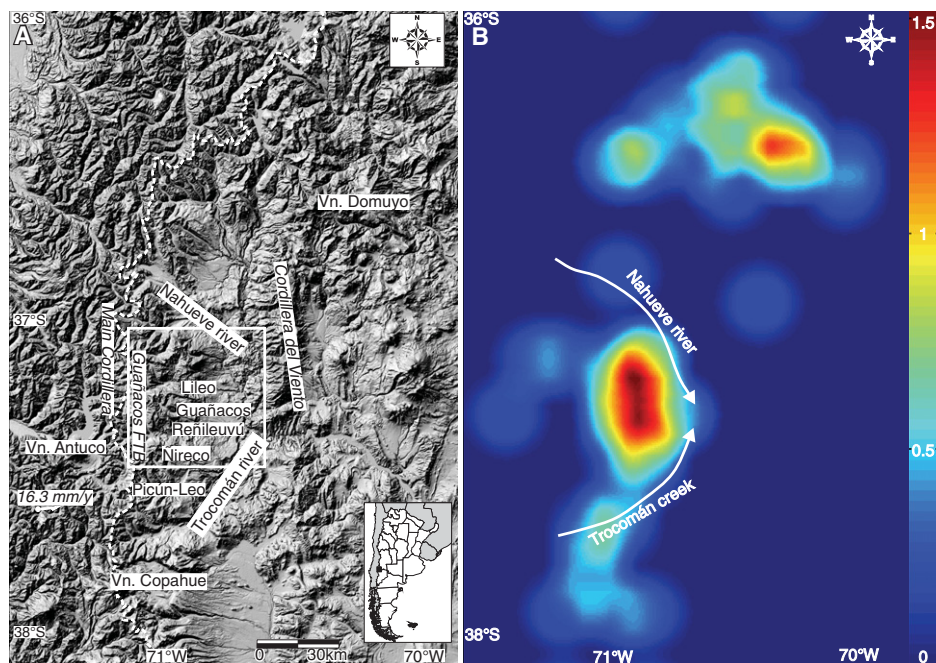 36°S
A
N
W
E
S
Vn. Domuyo
Nahueve river
Cordillera del Viento
37°S
Main Cordillera
Guañacos FTB
Lileo
Guañacos
Reñileuvú
Ñireco
Vn. Antuco
Trocomán river
Picún-Leo
16.3 mm/y
Vn. Copahue
38°S
71°W
0
30km
70°W
36°S
B
1.5
1
Nahueve river
0.5
Trocomán creek
38°S
71°W
70°W
0